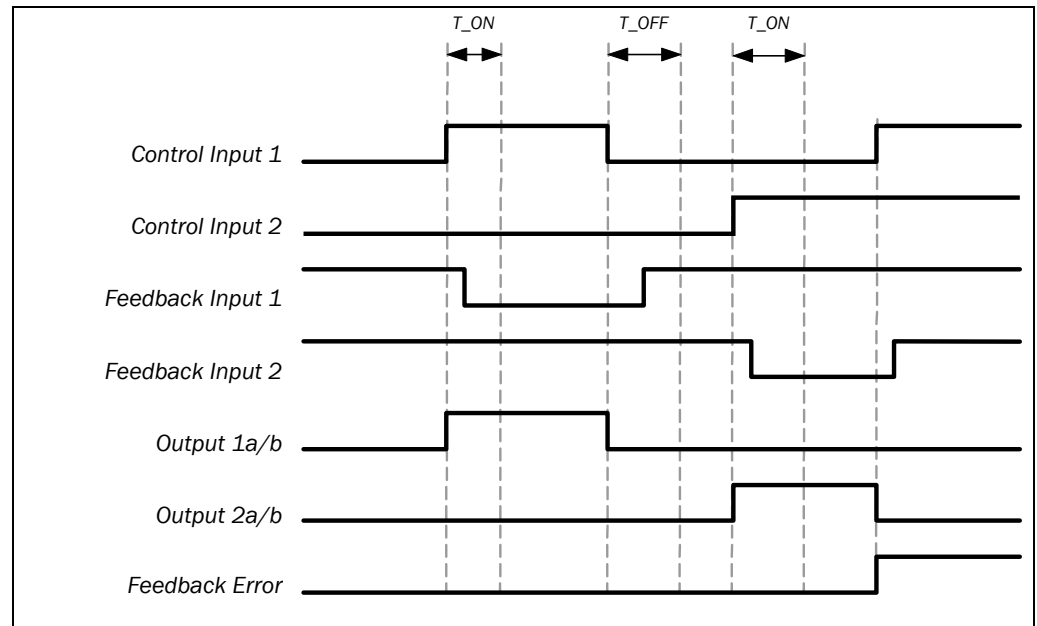 T_ON T_OFF T_ON
Control Input 1
Control Input 2
Feedback Input 1
Feedback Input 2
Output 1a/b
Output 2a/b
Feedback Error